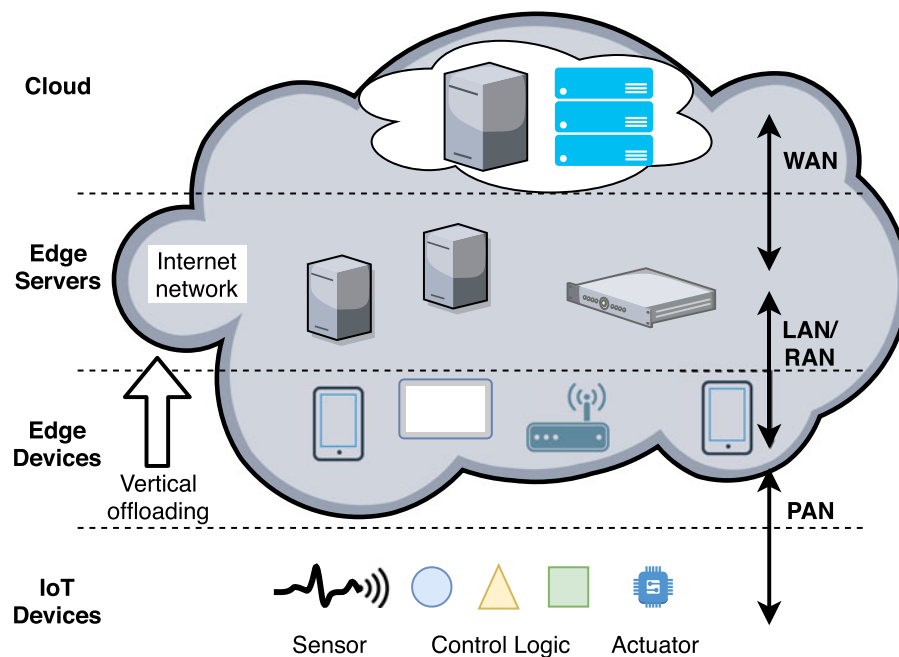 Cloud
WAN
Edge
Servers
Internet
network
LAN/
RAN
Edge
Devices
Vertical
offloading
PAN
IoT
Devices
Sensor
Control Logic
Actuator